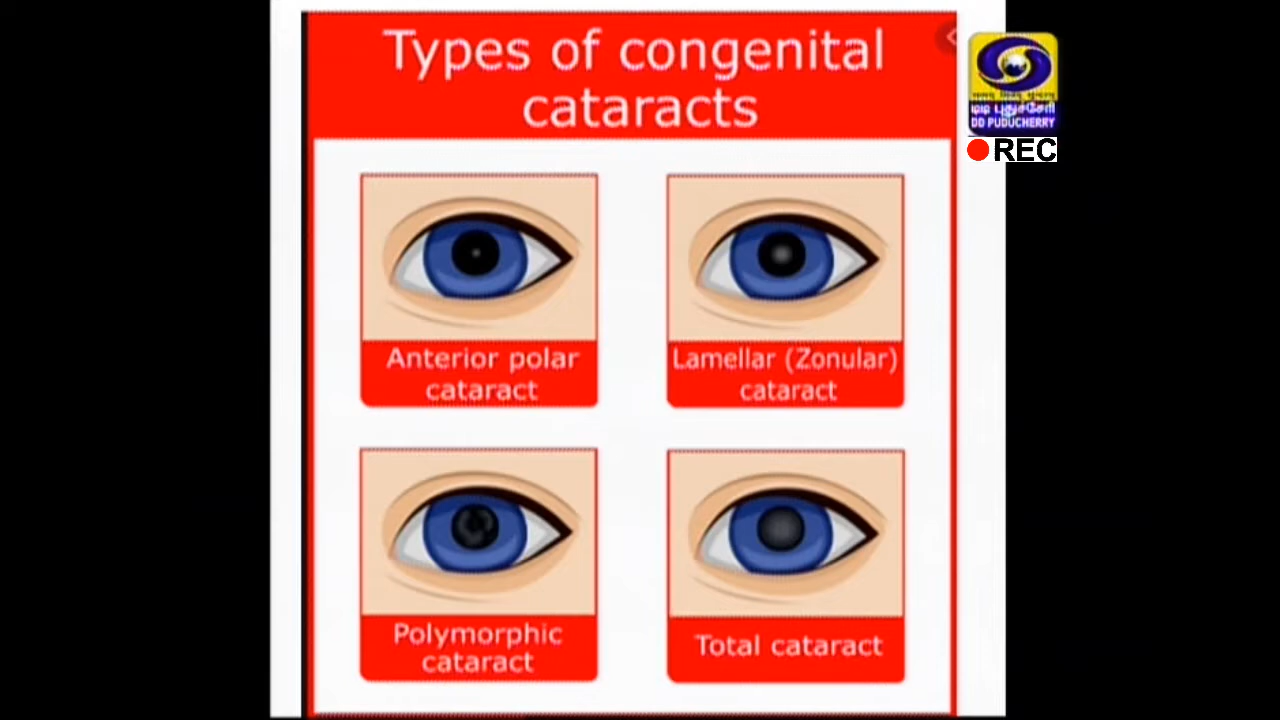 Types of congenital
cataracts
டிடி புதுச்சேரி
DD PUDUCHERRY
REC
Anterior polar
cataract
Lamellar (Zonular)
cataract
Polymorphic
cataract
Total cataract